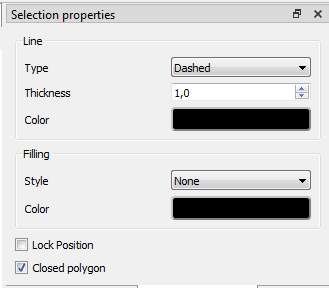 Selection properties
Line
Type Dashed
Thickness 1,0
Color
Filling
Style None
Color
Lock Position
Closed polygon